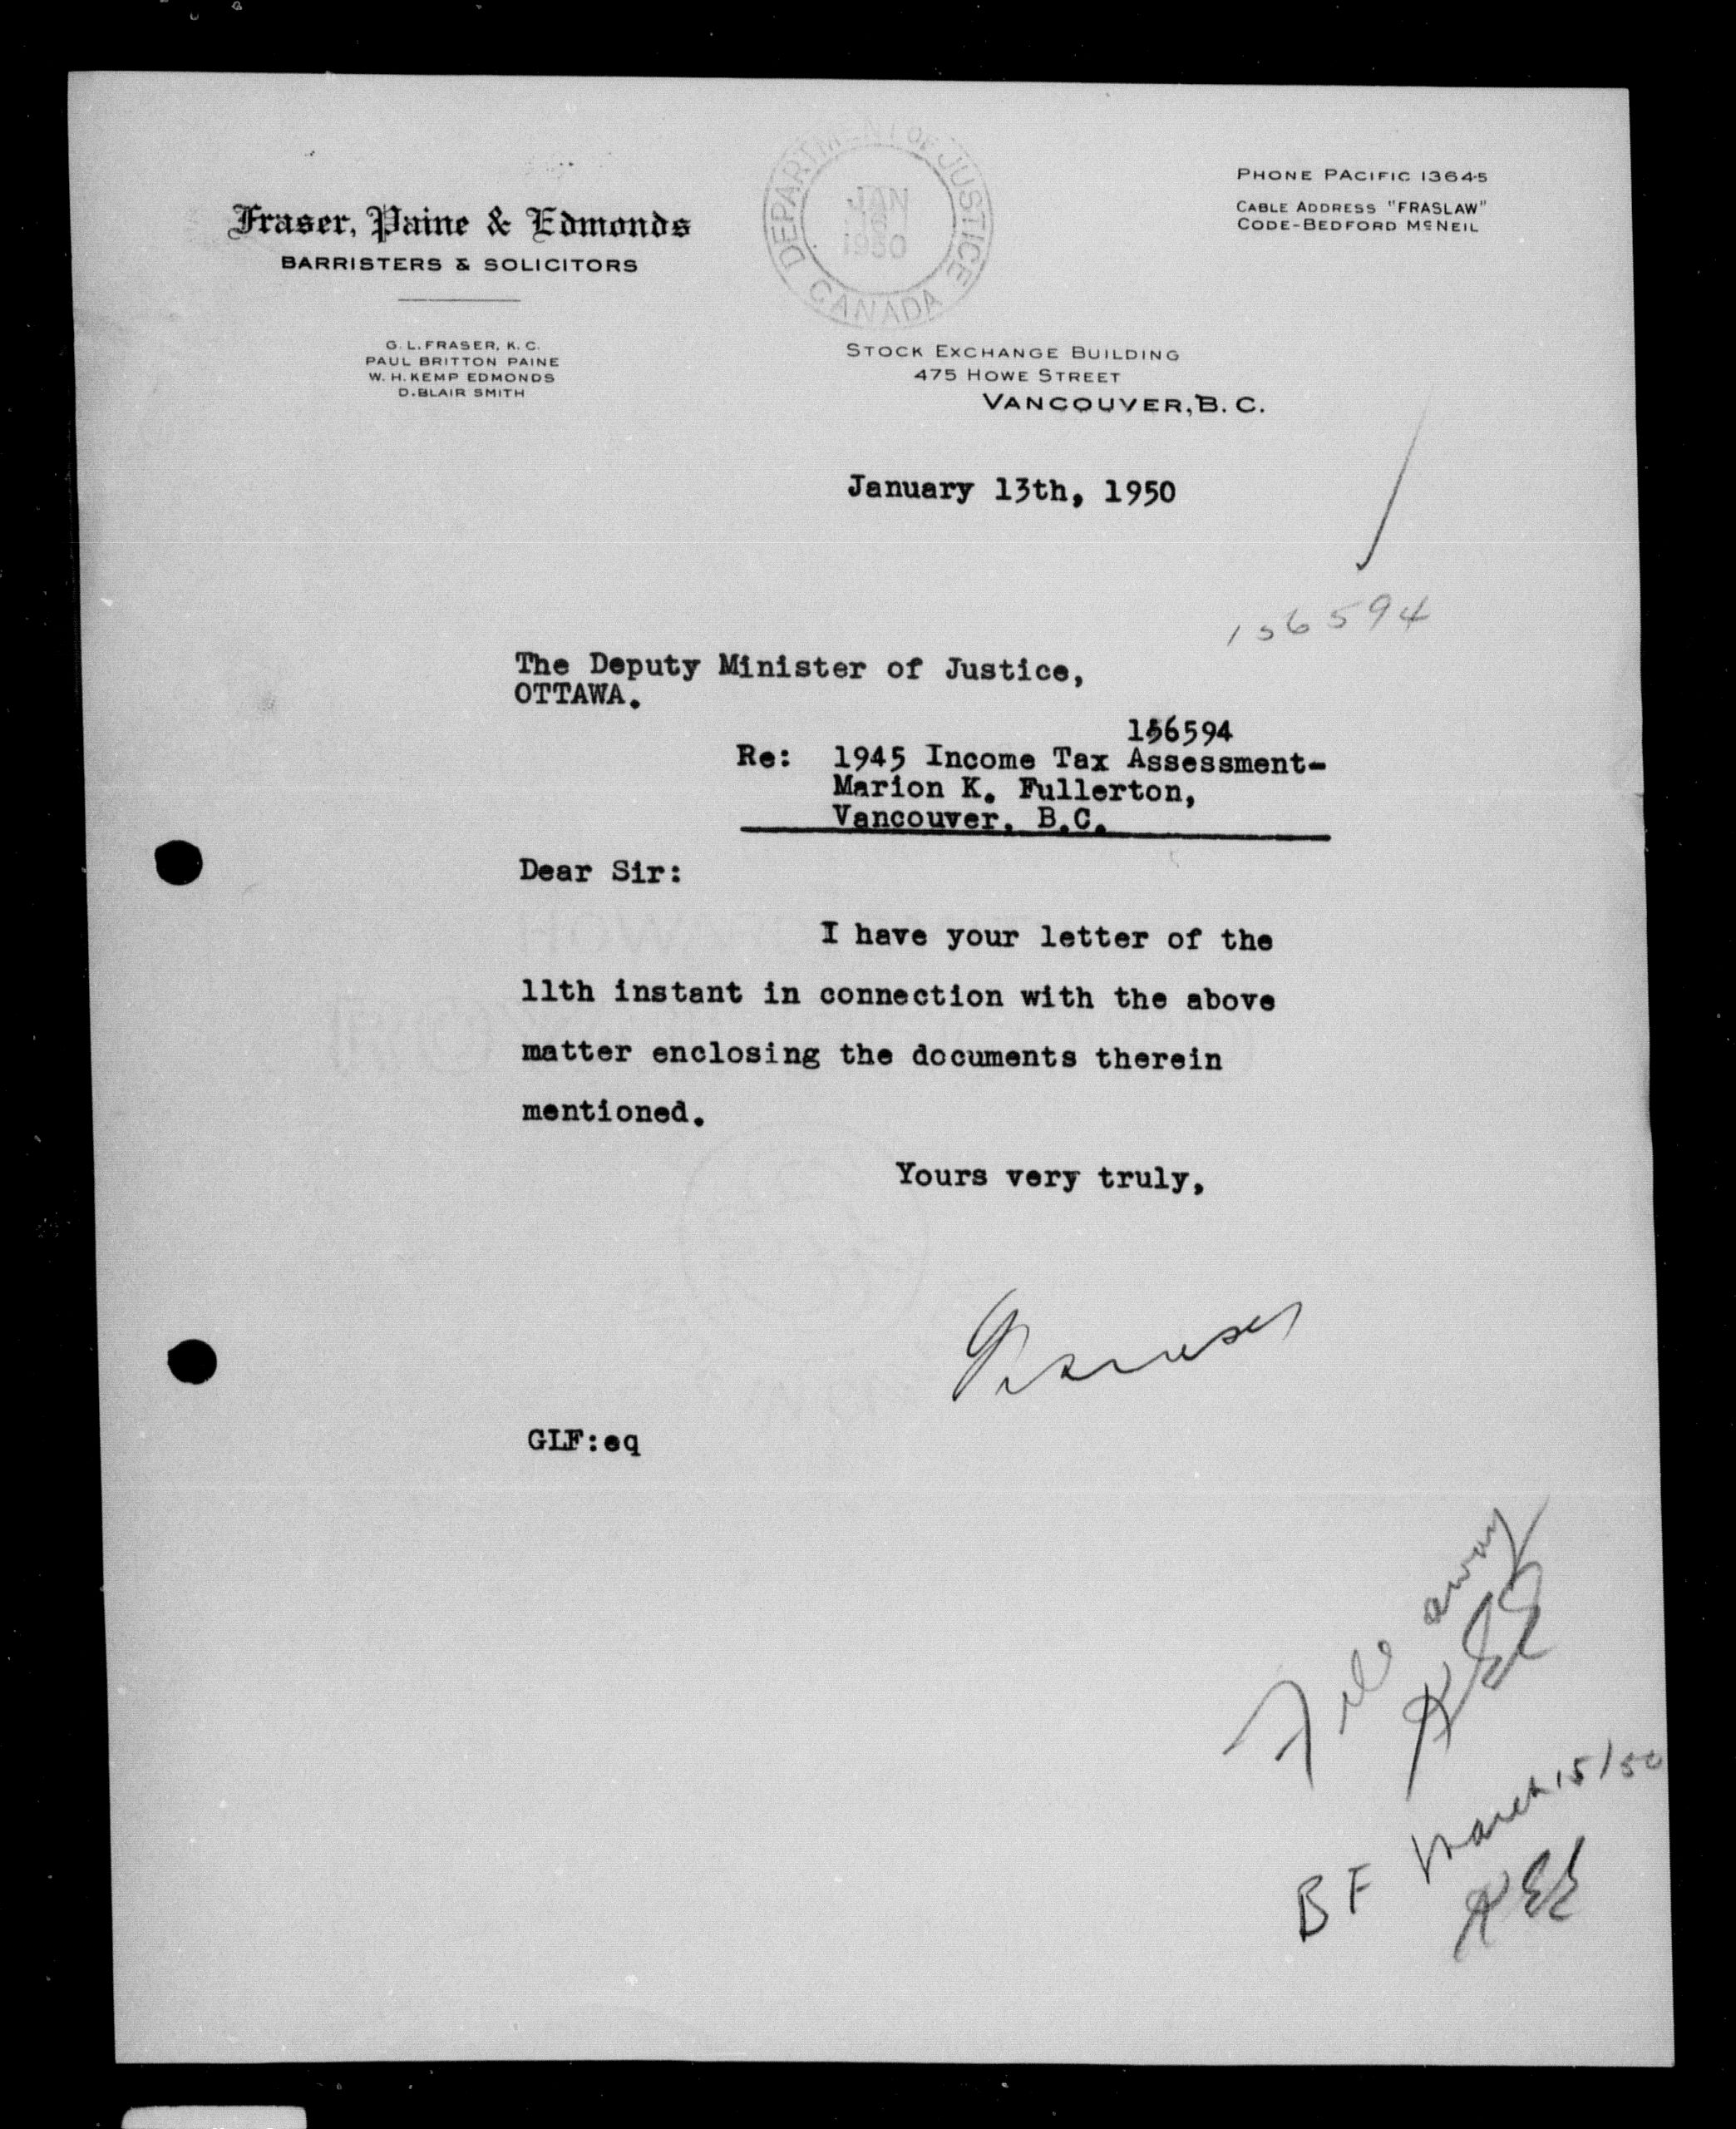 Fraser, Paine & Edmonds
BARRISTERS & SOLICITORS
G. L. FRASER, K. C.
PAUL BRITTON PAINE
W. H. KEMP EDMONDS
D. BLAIR SMITH
DEPARTMENT OF JUSTICE
JAN
1950
CANADA
PHONE PACIFIC 13645
CABLE ADDRESS "FRASLAW"
CODE-BEDFORD McNEIL
STOCK EXCHANGE BUILDING
475 HOWE STREET
VANCOUVER, B. C.
January 13th, 1950
156594
The Deputy Minister of Justice,
OTTAWA.
156594
Re: 1945 Income Tax Assessment-
Marion K. Fullerton,
Vancouver, B.C.
Dear Sir:
I have your letter of the
11th instant in connection with the above
matter enclosing the documents therein
mentioned.
Yours very truly,
GLF:eq
File away
BF March 15/50